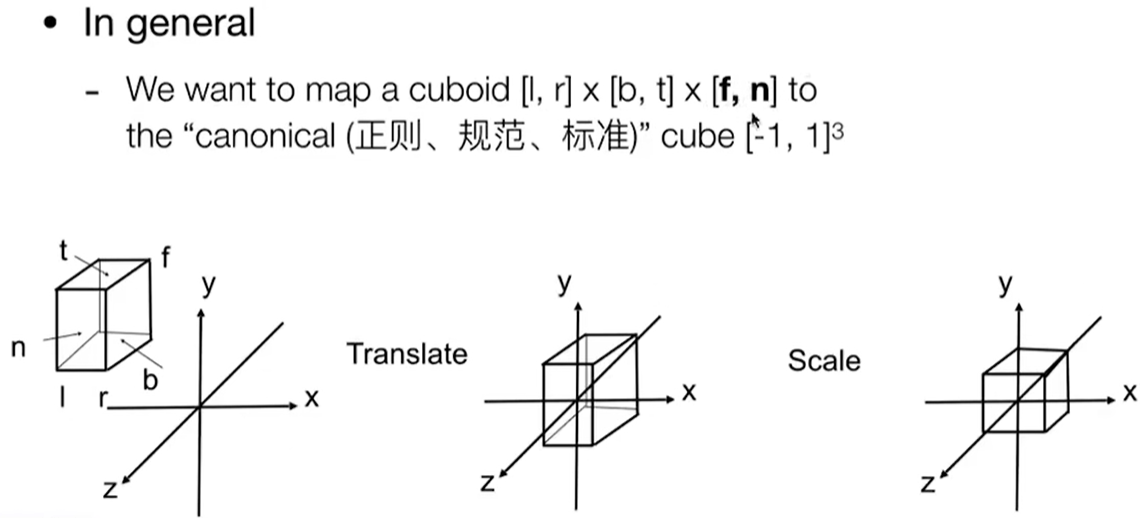 • In general
- We want to map a cuboid [l, r] x [b, t] x [f, n] to
the “canonical (正则、规范、标准)” cube [-1, 1]³
t
f
n
l
r
b
y
x
z
Translate
y
x
z
Scale
y
x
z